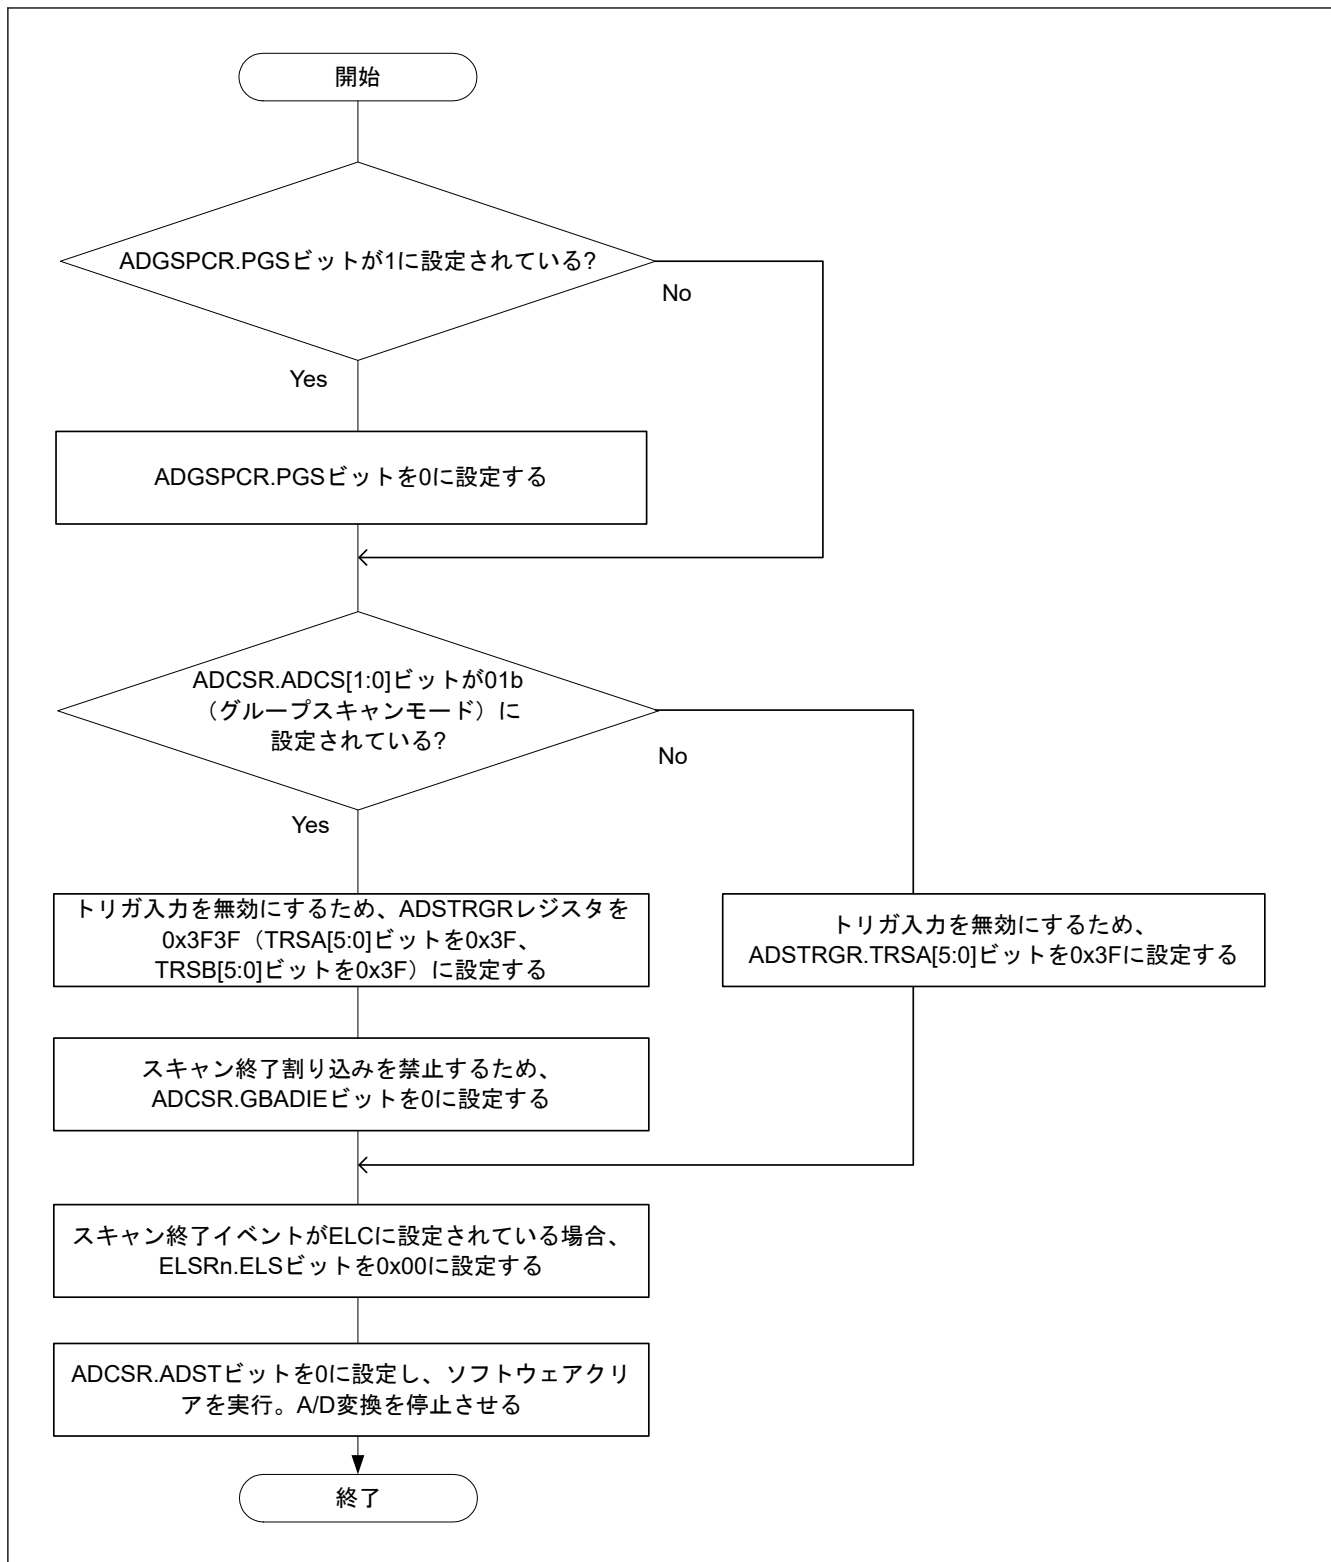 開始
ADGSPCR.PGSビットが1に設定されている?
No
Yes
ADGSPCR.PGSビットを0に設定する
ADCSR.ADCS[1:0]ビットが01b
（グループスキャンモード）に
設定されている?
No
Yes
トリガ入力を無効にするため、ADSTRGRレジスタを
0x3F3F（TRSA[5:0]ビットを0x3F、
TRSB[5:0]ビットを0x3F）に設定する
トリガ入力を無効にするため、
ADSTRGR.TRSA[5:0]ビットを0x3Fに設定する
スキャン終了割り込みを禁止するため、
ADCSR.GBADIEビットを0に設定する
スキャン終了イベントがELCに設定されている場合、
ELSRn.ELSビットを0x00に設定する
ADCSR.ADSTビットを0に設定し、ソフトウェアクリ
アを実行。A/D変換を停止させる
終了